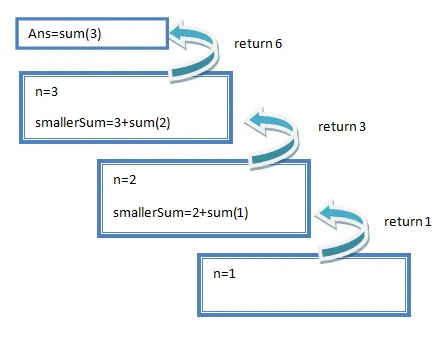 Ans=sum(3)
return 6
n=3
smallerSum=3+sum(2)
return 3
n=2
smallerSum=2+sum(1)
return 1
n=1